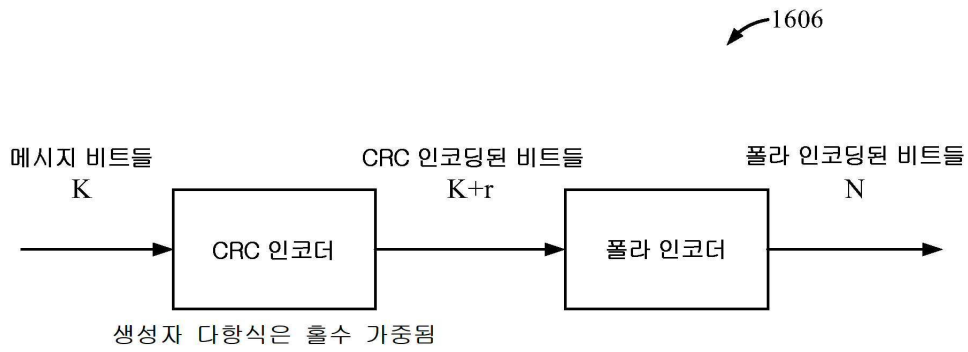 1606
메시지 비트들
K
CRC 인코딩된 비트들
K+r
폴라 인코딩된 비트들
N
CRC 인코더
폴라 인코더
생성자 다항식은 홀수 가중됨